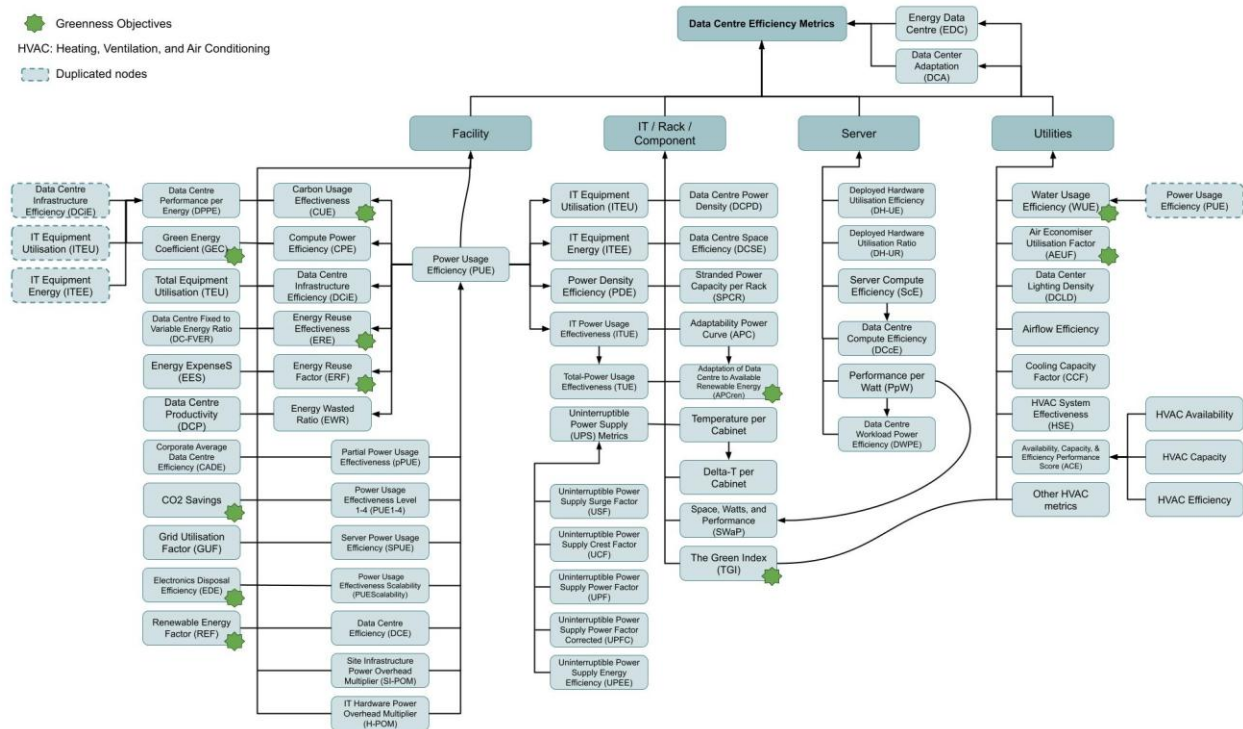 Greenness Objectives
HVAC: Heating, Ventilation, and Air Conditioning
Duplicated nodes
Data Centre Efficiency Metrics
Energy Data
Centre (EDC)
Data Center
Adaptation
(DCA)
Facility
IT / Rack /
Component
Server
Utilities
Data Centre
Infrastructure
Efficiency (DCiE)
IT Equipment
Utilisation (ITEU)
IT Equipment
Energy (ITEE)
Data Centre
Performance per
Energy (DPPE)
Green Energy
Coefficient (GEC)
Total Equipment
Utilisation (TEU)
Data Centre Fixed to
Variable Energy Ratio
(DC-FVER)
Energy ExpenseS
(EES)
Data Centre
Productivity
(DCP)
Corporate Average
Data Centre
Efficiency (CADE)
CO2 Savings
Grid Utilisation
Factor (GUF)
Electronics Disposal
Efficiency (EDE)
Renewable Energy
Factor (REF)
Carbon Usage
Effectiveness
(CUE)
Compute Power
Efficiency (CPE)
Data Centre
Infrastructure
Efficiency (DCiE)
Energy Reuse
Effectiveness
(ERE)
Energy Reuse
Factor (ERF)
Energy Wasted
Ratio (EWR)
Partial Power Usage
Effectiveness (pPUE)
Power Usage
Effectiveness Level
1-4 (PUE1-4)
Server Power Usage
Efficiency (SPUE)
Power Usage
Effectiveness Scalability
(PUEScalability)
Data Centre
Efficiency (DCE)
Site Infrastructure
Power Overhead
Multiplier (SI-POM)
IT Hardware Power
Overhead Multiplier
(H-POM)
Power Usage
Efficiency (PUE)
IT Equipment
Utilisation (ITEU)
IT Equipment
Energy (ITEE)
Power Density
Efficiency (PDE)
IT Power Usage
Effectiveness (ITUE)
Total-Power Usage
Effectiveness (TUE)
Uninterruptible
Power Supply
(UPS) Metrics
Uninterruptible Power
Supply Surge Factor
(USF)
Uninterruptible Power
Supply Crest Factor
(UCF)
Uninterruptible Power
Supply Power Factor
(UPF)
Uninterruptible Power
Supply Power Factor
Corrected (UPFC)
Uninterruptible Power
Supply Energy
Efficiency (UPEE)
Data Centre Power
Density (DCPD)
Data Centre Space
Efficiency (DCSE)
Stranded Power
Capacity per Rack
(SPCR)
Adaptability Power
Curve (APC)
Adaptation of Data
Centre to Available
Renewable Energy
(APCren)
Temperature per
Cabinet
Delta-T per
Cabinet
Space, Watts, and
Performance
(SWaP)
The Green Index
(TGI)
Deployed Hardware
Utilisation Efficiency
(DH-UE)
Deployed Hardware
Utilisation Ratio
(DH-UR)
Server Compute
Efficiency (ScE)
Data Centre
Compute Efficiency
(DCcE)
Performance per
Watt (PpW)
Data Centre
Workload Power
Efficiency (DWPE)
Water Usage
Efficiency (WUE)
Air Economiser
Utilisation Factor
(AEUF)
Data Center
Lighting Density
(DCLD)
Airflow Efficiency
Cooling Capacity
Factor (CCF)
HVAC System
Effectiveness
(HSE)
Availability, Capacity, &
Efficiency Performance
Score (ACE)
Other HVAC
metrics
Power Usage
Efficiency (PUE)
HVAC Availability
HVAC Capacity
HVAC Efficiency